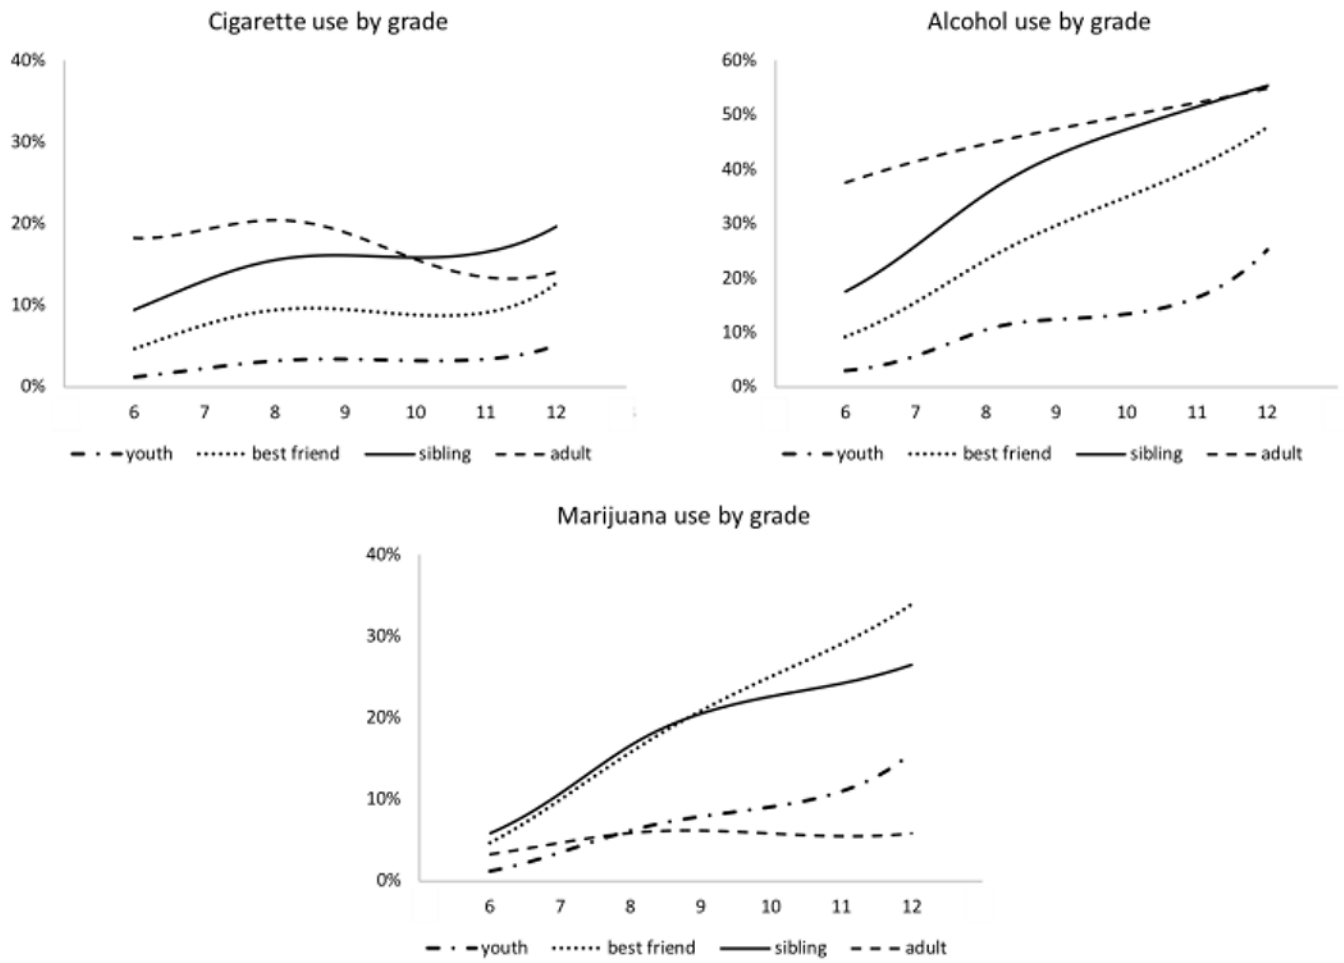 Cigarette use by grade
40%
30%
20%
10%
0%
6 7 8 9 10 11 12
youth best friend sibling adult
Alcohol use by grade
60%
50%
40%
30%
20%
10%
0%
6 7 8 9 10 11 12
youth best friend sibling adult
Marijuana use by grade
40%
30%
20%
10%
0%
6 7 8 9 10 11 12
youth best friend sibling adult